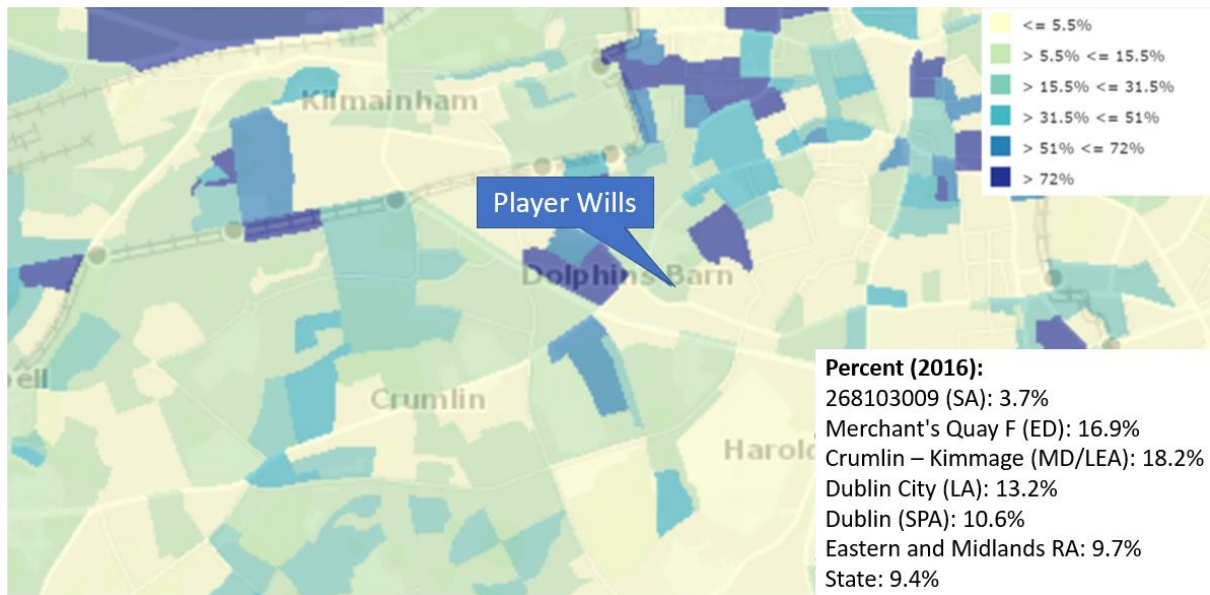 <= 5.5%
> 5.5% <= 15.5%
> 15.5% <= 31.5%
> 31.5% <= 51%
> 51% <= 72%
> 72%
Kilmainham
Player Wills
Dolphins Barn
ell
Crumlin
Harold
Percent (2016):
268103009 (SA): 3.7%
Merchant's Quay F (ED): 16.9%
Crumlin – Kimmage (MD/LEA): 18.2%
Dublin City (LA): 13.2%
Dublin (SPA): 10.6%
Eastern and Midlands RA: 9.7%
State: 9.4%